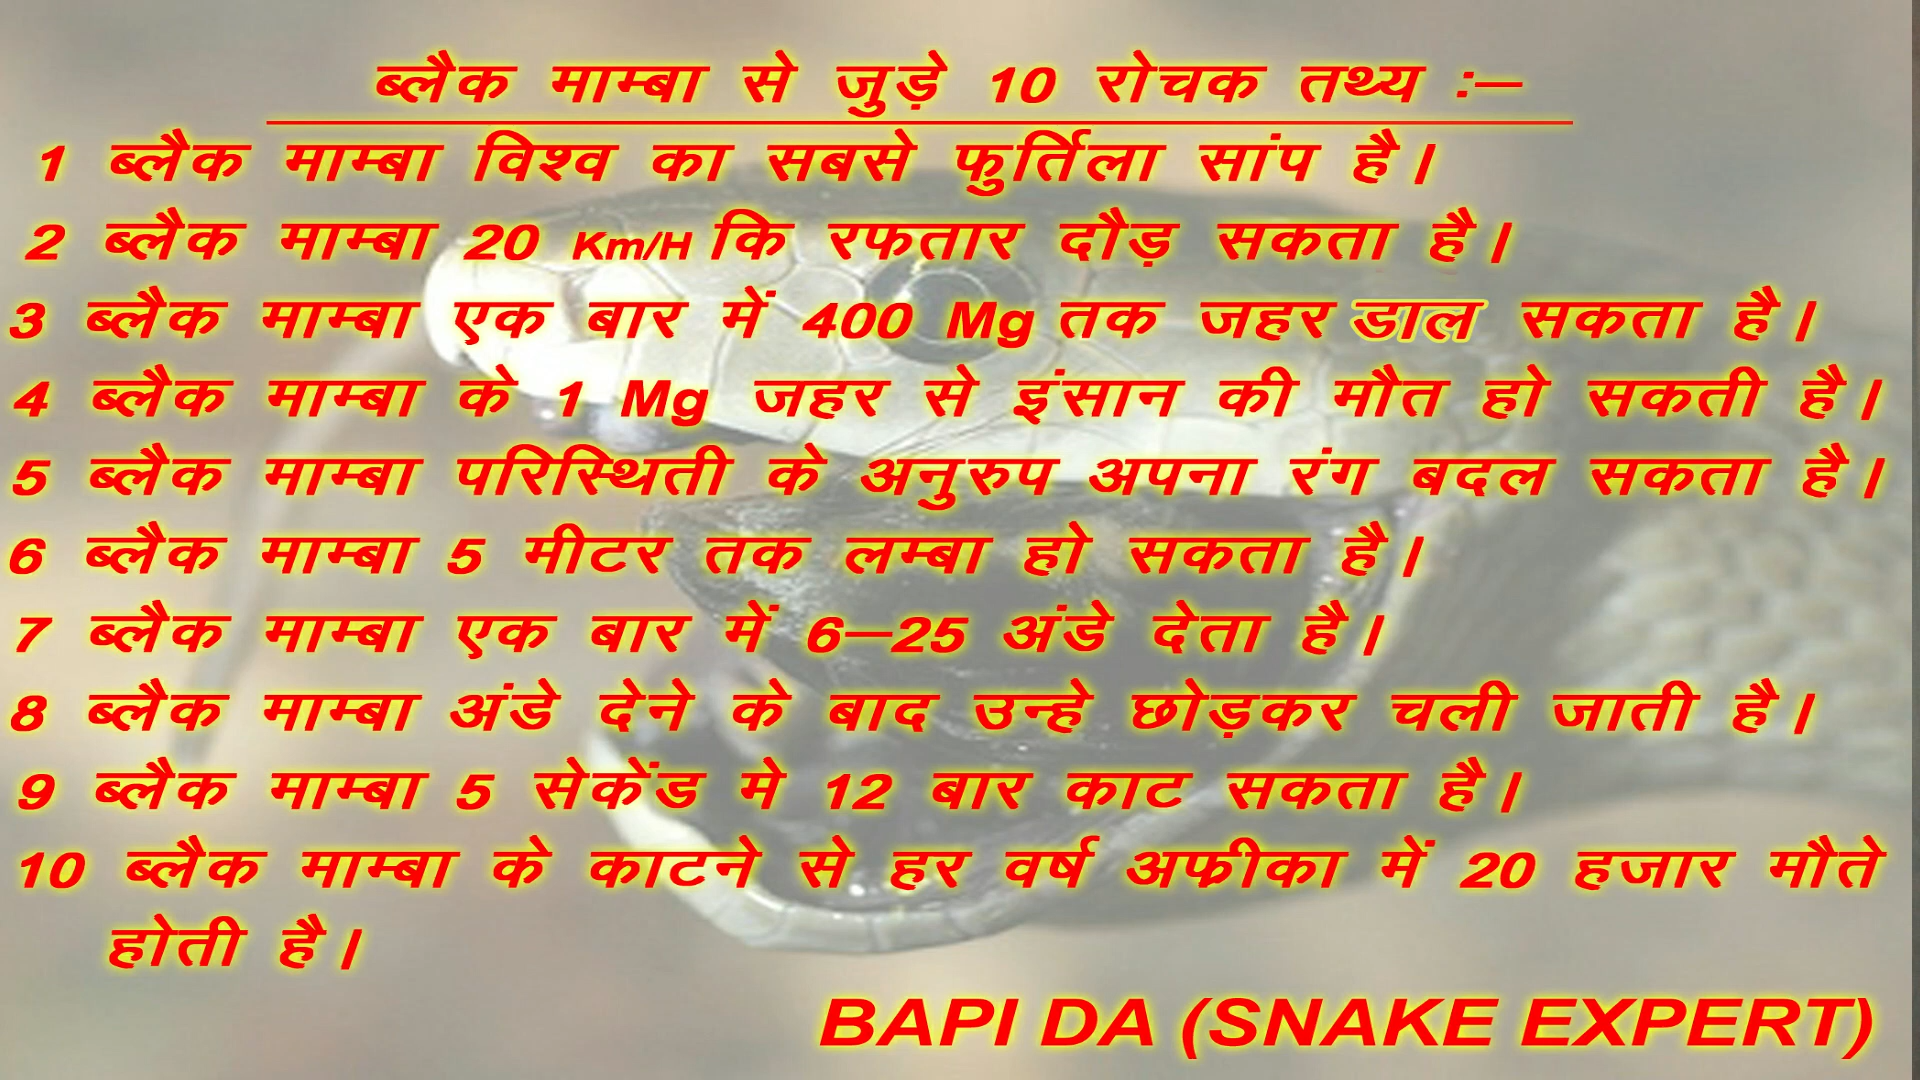 ब्लैक माम्बा से जुड़े 10 रोचक तथ्य :—
1 ब्लैक माम्बा विश्व का सबसे फुर्तिला सांप है।
2 ब्लैक माम्बा 20 Km/H कि रफतार दौड़ सकता है।
3 ब्लैक माम्बा एक बार में 400 Mg तक जहर डाल सकता है।
4 ब्लैक माम्बा के 1 Mg जहर से इंसान की मौत हो सकती है।
5 ब्लैक माम्बा परिस्थिती के अनुरुप अपना रंग बदल सकता है।
6 ब्लैक माम्बा 5 मीटर तक लम्बा हो सकता है।
7 ब्लैक माम्बा एक बार में 6—25 अंडे देता है।
8 ब्लैक माम्बा अंडे देने के बाद उन्हे छोड़कर चली जाती है।
9 ब्लैक माम्बा 5 सेकेंड मे 12 बार काट सकता है।
10 ब्लैक माम्बा के काटने से हर वर्ष अफ्रीका में 20 हजार मौते
होती है।
BAPI DA (SNAKE EXPERT)